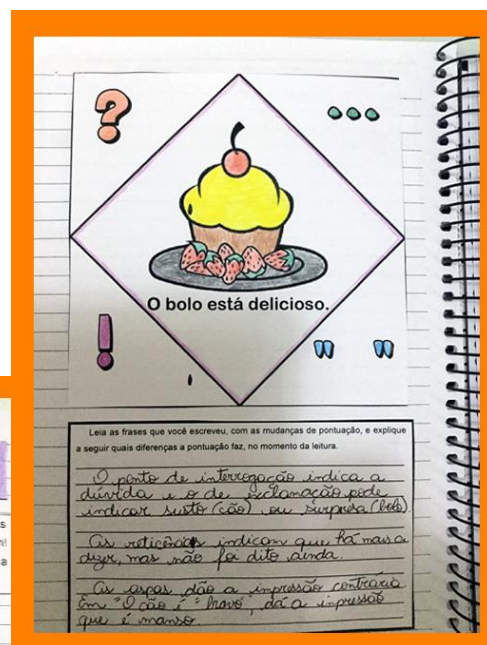 ?
...
O bolo está delicioso.
!
" "
Leia as frases que você escreveu, com as mudanças de pontuação, e explique
a seguir quais diferenças a pontuação faz, no momento da leitura.
O ponto de interrogação indica a
dúvida e o de exclamação pode
indicar susto (cão) ou surpresa (bolo).
As reticências indicam que há mais a
dizer, mas não foi dito ainda.
As aspas dão a impressão contrária
Em "O cão é "bravo", dá a impressão
que é manso.
s
!
a